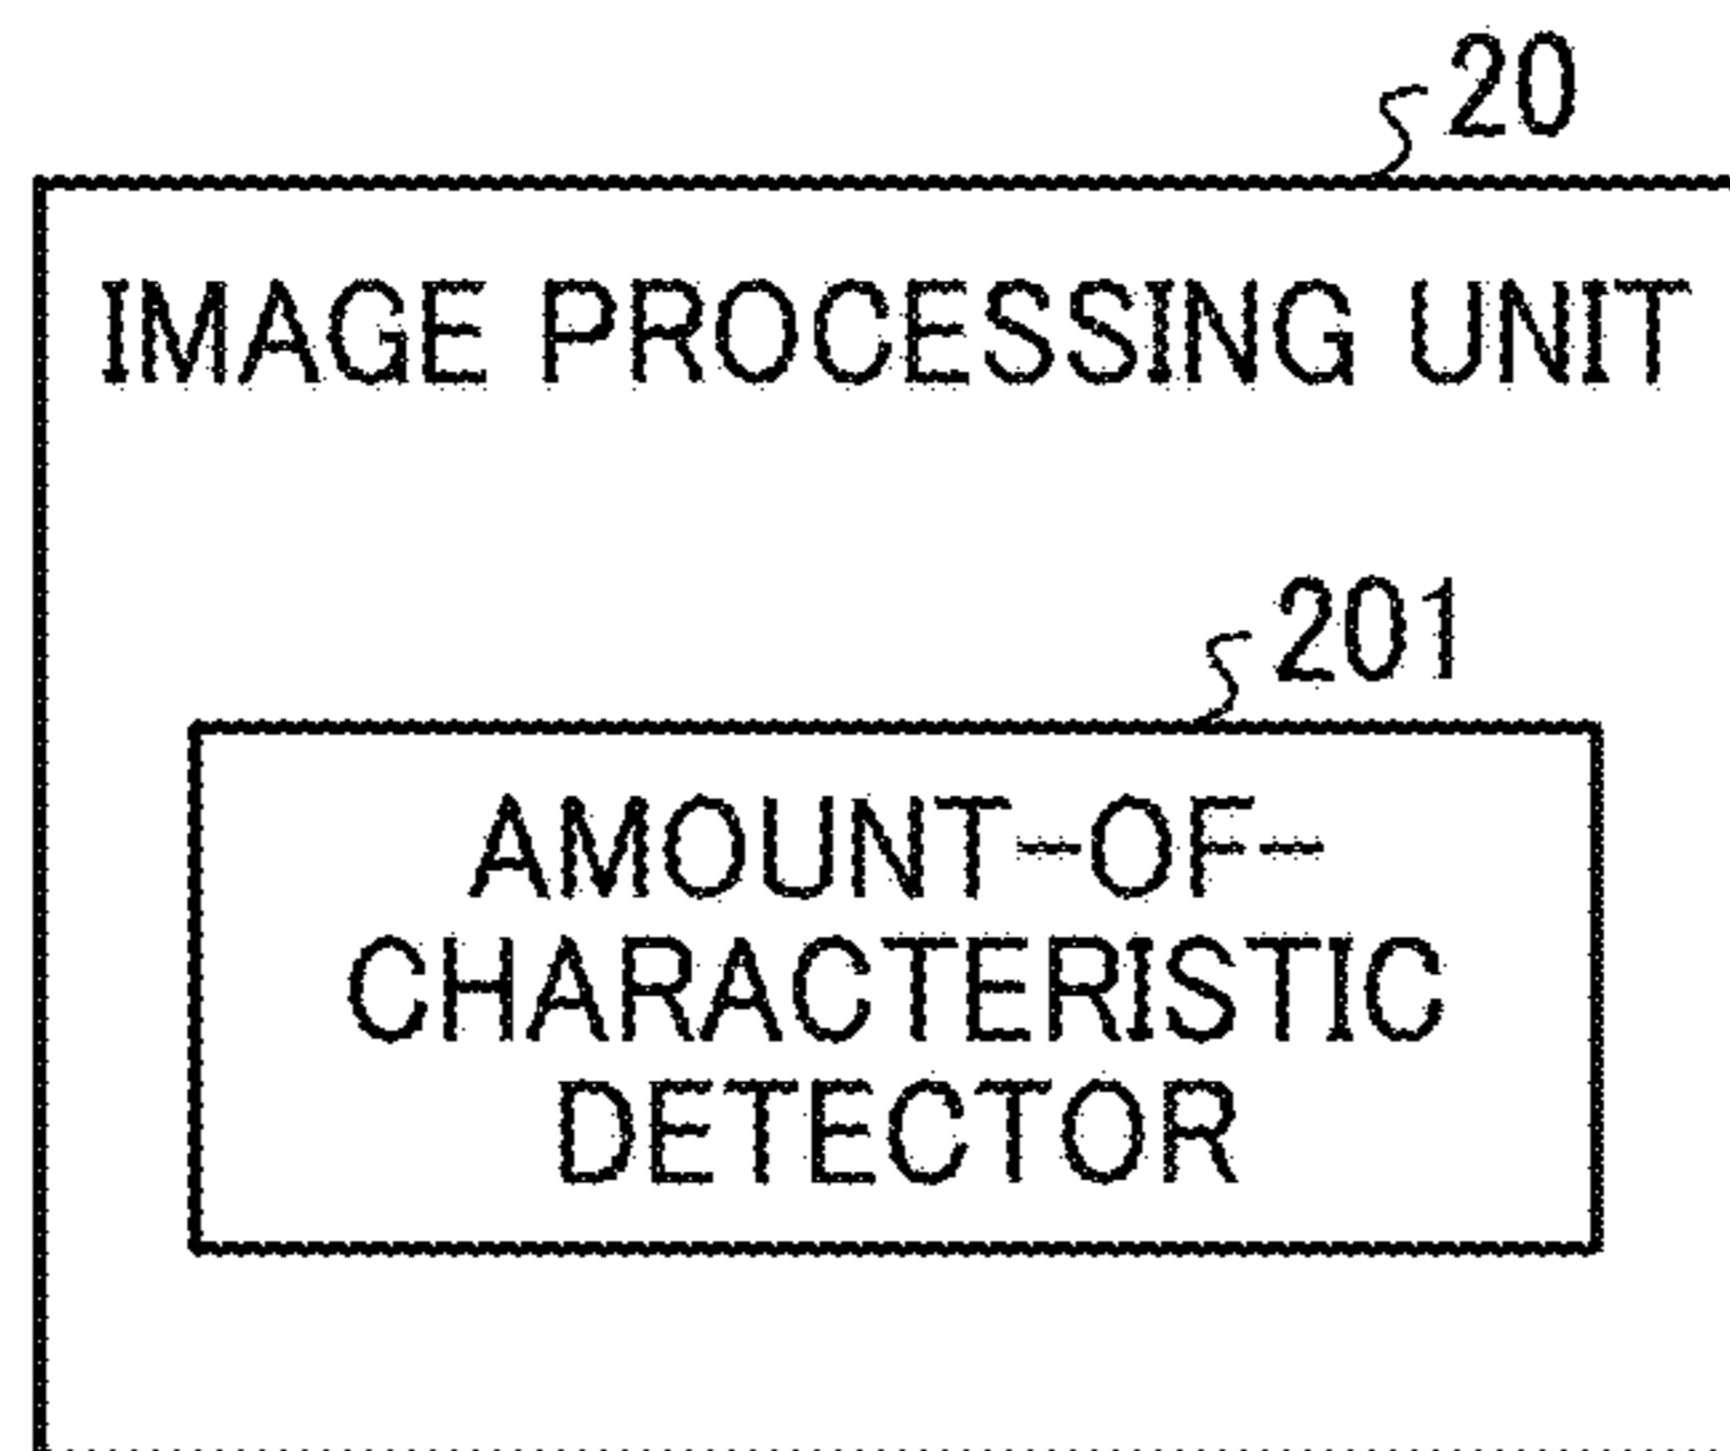 20
IMAGE PROCESSING UNIT
201
AMOUNT-OF-
CHARACTERISTIC
DETECTOR